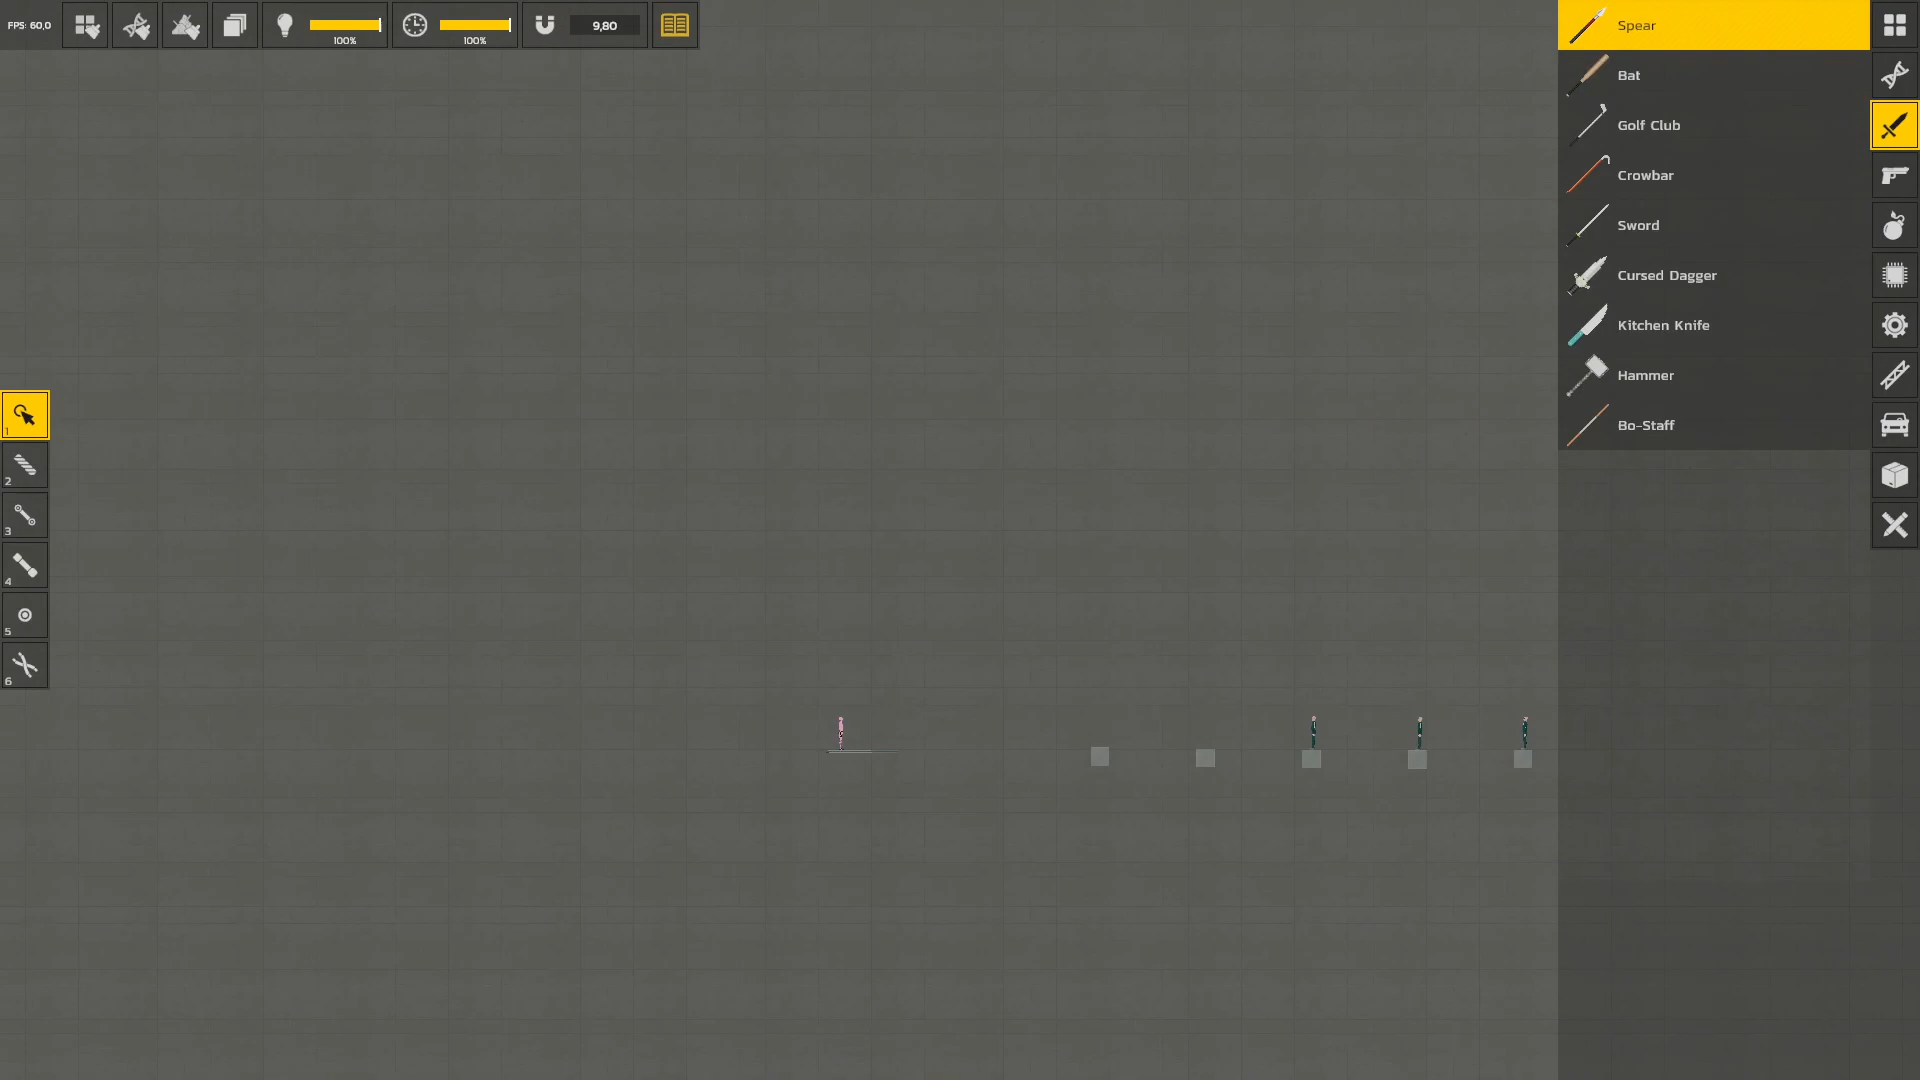 FPS: 60,0
100%
100%
9,80
Spear
Bat
Golf Club
Crowbar
Sword
Cursed Dagger
Kitchen Knife
Hammer
Bo-Staff
1
2
3
4
5
6